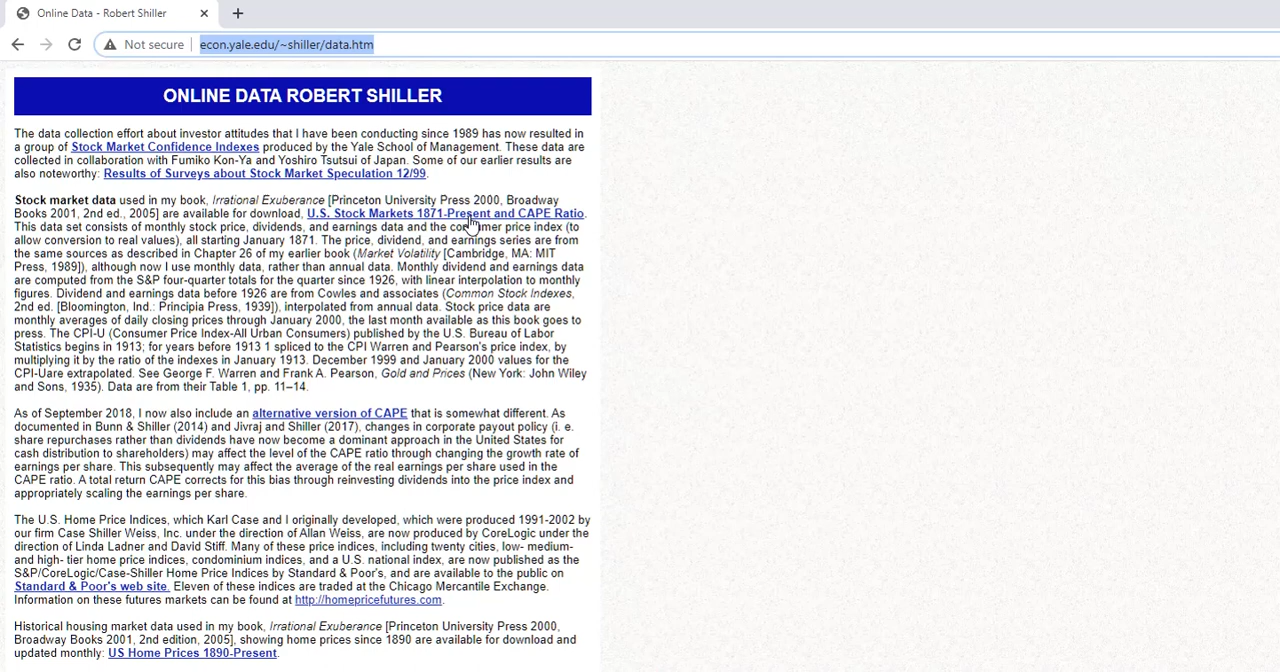 Online Data - Robert Shiller
Not secure
econ.yale.edu/~shiller/data.htm
ONLINE DATA ROBERT SHILLER
The data collection effort about investor attitudes that I have been conducting since 1989 has now resulted in
a group of Stock Market Confidence Indexes produced by the Yale School of Management. These data are
collected in collaboration with Fumiko Kon-Ya and Yoshiro Tsutsui of Japan. Some of our earlier results are
also noteworthy: Results of Surveys about Stock Market Speculation 12/99.
Stock market data used in my book, Irrational Exuberance [Princeton University Press 2000, Broadway
Books 2001, 2nd ed., 2005] are available for download, U.S. Stock Markets 1871-Present and CAPE Ratio.
This data set consists of monthly stock price, dividends, and earnings data and the consumer price index (to
allow conversion to real values), all starting January 1871. The price, dividend, and earnings series are from
the same sources as described in Chapter 26 of my earlier book (Market Volatility [Cambridge, MA: MIT
Press, 1989]), although now I use monthly data, rather than annual data. Monthly dividend and earnings data
are computed from the S&P four-quarter totals for the quarter since 1926, with linear interpolation to monthly
figures. Dividend and earnings data before 1926 are from Cowles and associates (Common Stock Indexes,
2nd ed. [Bloomington, Ind.: Principia Press, 1939]), interpolated from annual data. Stock price data are
monthly averages of daily closing prices through January 2000, the last month available as this book goes to
press. The CPI-U (Consumer Price Index-All Urban Consumers) published by the U.S. Bureau of Labor
Statistics begins in 1913; for years before 1913 1 spliced to the CPI Warren and Pearson's price index, by
multiplying it by the ratio of the indexes in January 1913. December 1999 and January 2000 values for the
CPI-Uare extrapolated. See George F. Warren and Frank A. Pearson, Gold and Prices (New York: John Wiley
and Sons, 1935). Data are from their Table 1, pp. 11–14.
As of September 2018, I now also include an alternative version of CAPE that is somewhat different. As
documented in Bunn & Shiller (2014) and Jivraj and Shiller (2017), changes in corporate payout policy (i. e.
share repurchases rather than dividends have now become a dominant approach in the United States for
cash distribution to shareholders) may affect the level of the CAPE ratio through changing the growth rate of
earnings per share. This subsequently may affect the average of the real earnings per share used in the
CAPE ratio. A total return CAPE corrects for this bias through reinvesting dividends into the price index and
appropriately scaling the earnings per share.
The U.S. Home Price Indices, which Karl Case and I originally developed, which were produced 1991-2002 by
our firm Case Shiller Weiss, Inc. under the direction of Allan Weiss, are now produced by CoreLogic under the
direction of Linda Ladner and David Stiff. Many of these price indices, including twenty cities, low- medium-
and high- tier home price indices, condominium indices, and a U.S. national index, are now published as the
S&P/CoreLogic/Case-Shiller Home Price Indices by Standard & Poor's, and are available to the public on
Standard & Poor's web site. Eleven of these indices are traded at the Chicago Mercantile Exchange.
Information on these futures markets can be found at http://homepricefutures.com.
Historical housing market data used in my book, Irrational Exuberance [Princeton University Press 2000,
Broadway Books 2001, 2nd edition, 2005], showing home prices since 1890 are available for download and
updated monthly: US Home Prices 1890-Present.